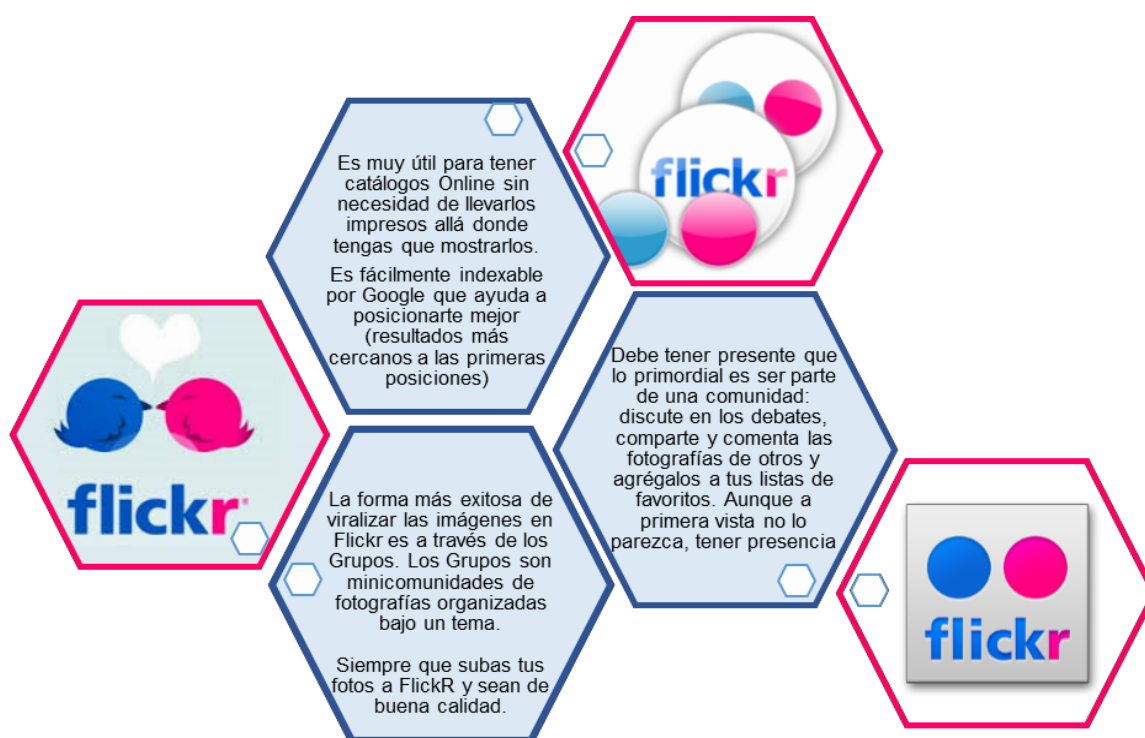 Es muy útil para tener
catálogos Online sin
necesidad de llevarlos
impresos allá donde
tengas que mostrarlos.
Es fácilmente indexable
por Google que ayuda a
posicionarte mejor
(resultados más
cercanos a las primeras
posiciones)
flickr
Debe tener presente que
lo primordial es ser parte
de una comunidad:
discute en los debates,
comparte y comenta las
fotografías de otros y
agrégalos a tus listas de
favoritos. Aunque a
primera vista no lo
parezca, tener presencia
flickr
La forma más exitosa de
viralizar las imágenes en
Flickr es a través de los
Grupos. Los Grupos son
minicomunidades de
fotografías organizadas
bajo un tema.
Siempre que subas tus
fotos a FlickR y sean de
buena calidad.
flickr